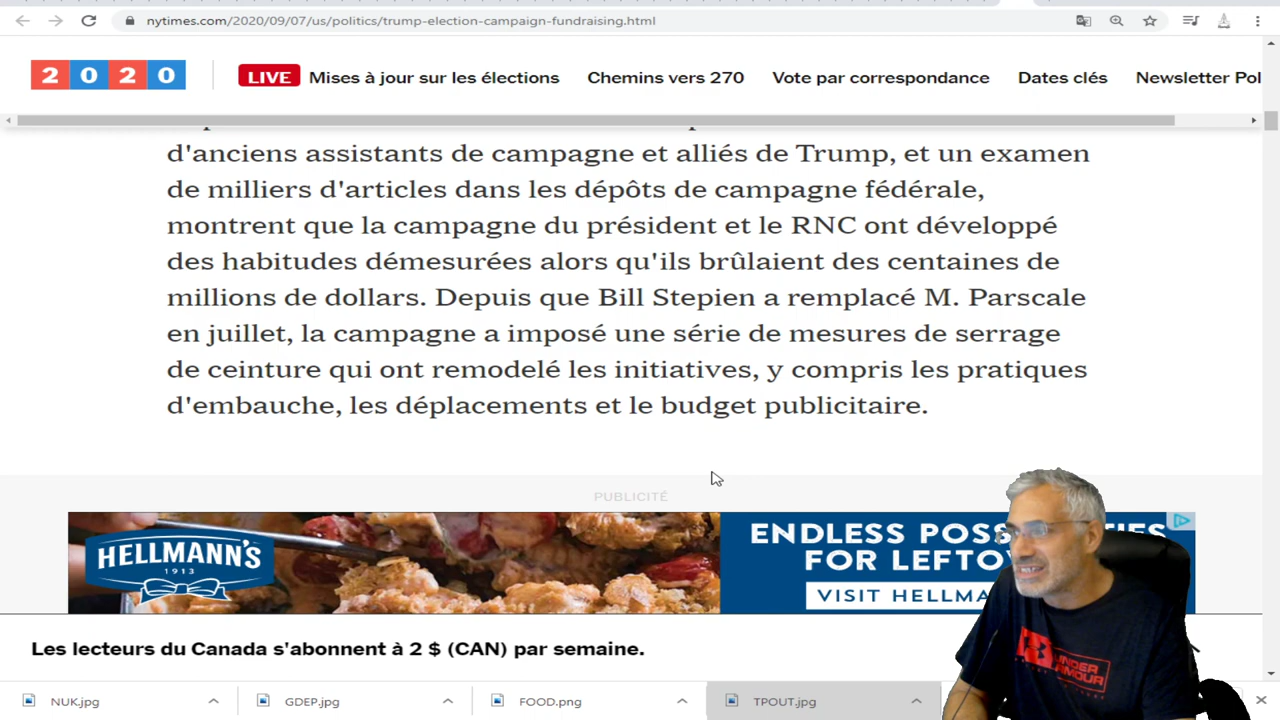 nytimes.com/2020/09/07/us/politics/trump-election-campaign-fundraising.html
2020 LIVE Mises à jour sur les élections Chemins vers 270 Vote par correspondance Dates clés Newsletter Pol
d'anciens assistants de campagne et alliés de Trump, et un examen
de milliers d'articles dans les dépôts de campagne fédérale,
montrent que la campagne du président et le RNC ont développé
des habitudes démesurées alors qu'ils brûlaient des centaines de
millions de dollars. Depuis que Bill Stepien a remplacé M. Parscale
en juillet, la campagne a imposé une série de mesures de serrage
de ceinture qui ont remodelé les initiatives, y compris les pratiques
d'embauche, les déplacements et le budget publicitaire.
PUBLICITÉ
HELLMANN'S
1913
ENDLESS
FOR
VISIT
Les lecteurs du Canada s'abonnent à 2 $ (CAN) par semaine.
UNDER
ARMOUR
NUK.jpg GDEP.jpg FOOD.png TPOUT.jpg